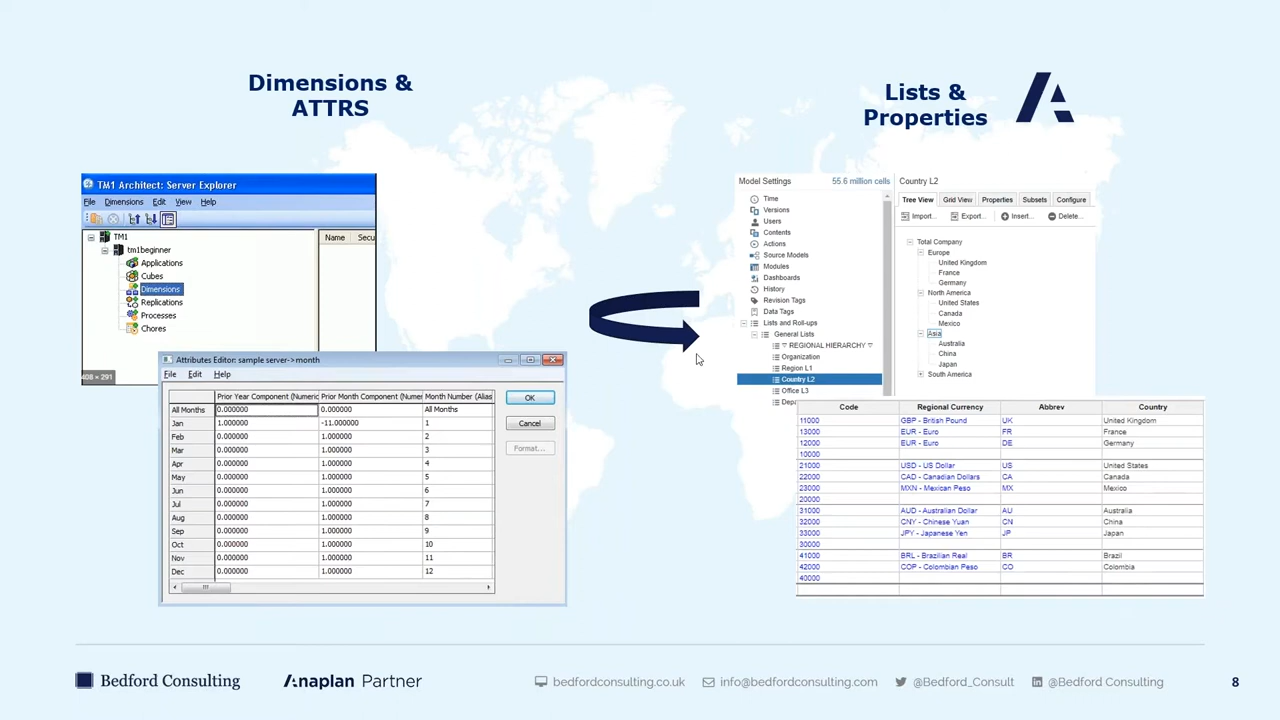 Dimensions &
ATTRS
Lists &
Properties
TM1 Architect: Server Explorer
File Dimensions Edit View Help
TM1
tm1beginner
Applications
Cubes
Dimensions
Replications
Processes
Chores
Name Secu
408 × 291
Attributes Editor: sample server->month
File Edit Help
Prior Year Component (Numeric Prior Month Component (Numer Month Number (Alias
All Months 0.000000 0.000000 All Months
Jan 1.000000 -11.000000 1
Feb 0.000000 1.000000 2
Mar 0.000000 1.000000 3
Apr 0.000000 1.000000 4
May 0.000000 1.000000 5
Jun 0.000000 1.000000 6
Jul 0.000000 1.000000 7
Aug 0.000000 1.000000 8
Sep 0.000000 1.000000 9
Oct 0.000000 1.000000 10
Nov 0.000000 1.000000 11
Dec 0.000000 1.000000 12
OK
Cancel
Format...
Model Settings 55.6 million cells
Time
Versions
Users
Contents
Actions
Source Models
Modules
Dashboards
History
Revision Tags
Data Tags
Lists and Roll-ups
General Lists
▽ REGIONAL HIERARCHY ▽
Organization
Region L1
Country L2
Office L3
Depa
Country L2
Tree View Grid View Properties Subsets Configure
Import... Export... Insert... Delete...
Total Company
Europe
United Kingdom
France
Germany
North America
United States
Canada
Mexico
Asia
Australia
China
Japan
South America
Code Regional Currency Abbrev Country
11000 GBP - British Pound UK United Kingdom
13000 EUR - Euro FR France
12000 EUR - Euro DE Germany
10000
21000 USD - US Dollar US United States
22000 CAD - Canadian Dollars CA Canada
23000 MXN - Mexican Peso MX Mexico
20000
31000 AUD - Australian Dollar AU Australia
32000 CNY - Chinese Yuan CN China
33000 JPY - Japanese Yen JP Japan
30000
41000 BRL - Brazilian Real BR Brazil
42000 COP - Colombian Peso CO Colombia
40000
Bedford Consulting Anaplan Partner bedfordconsulting.co.uk info@bedfordconsulting.com @Bedford_Consult @Bedford Consulting 8